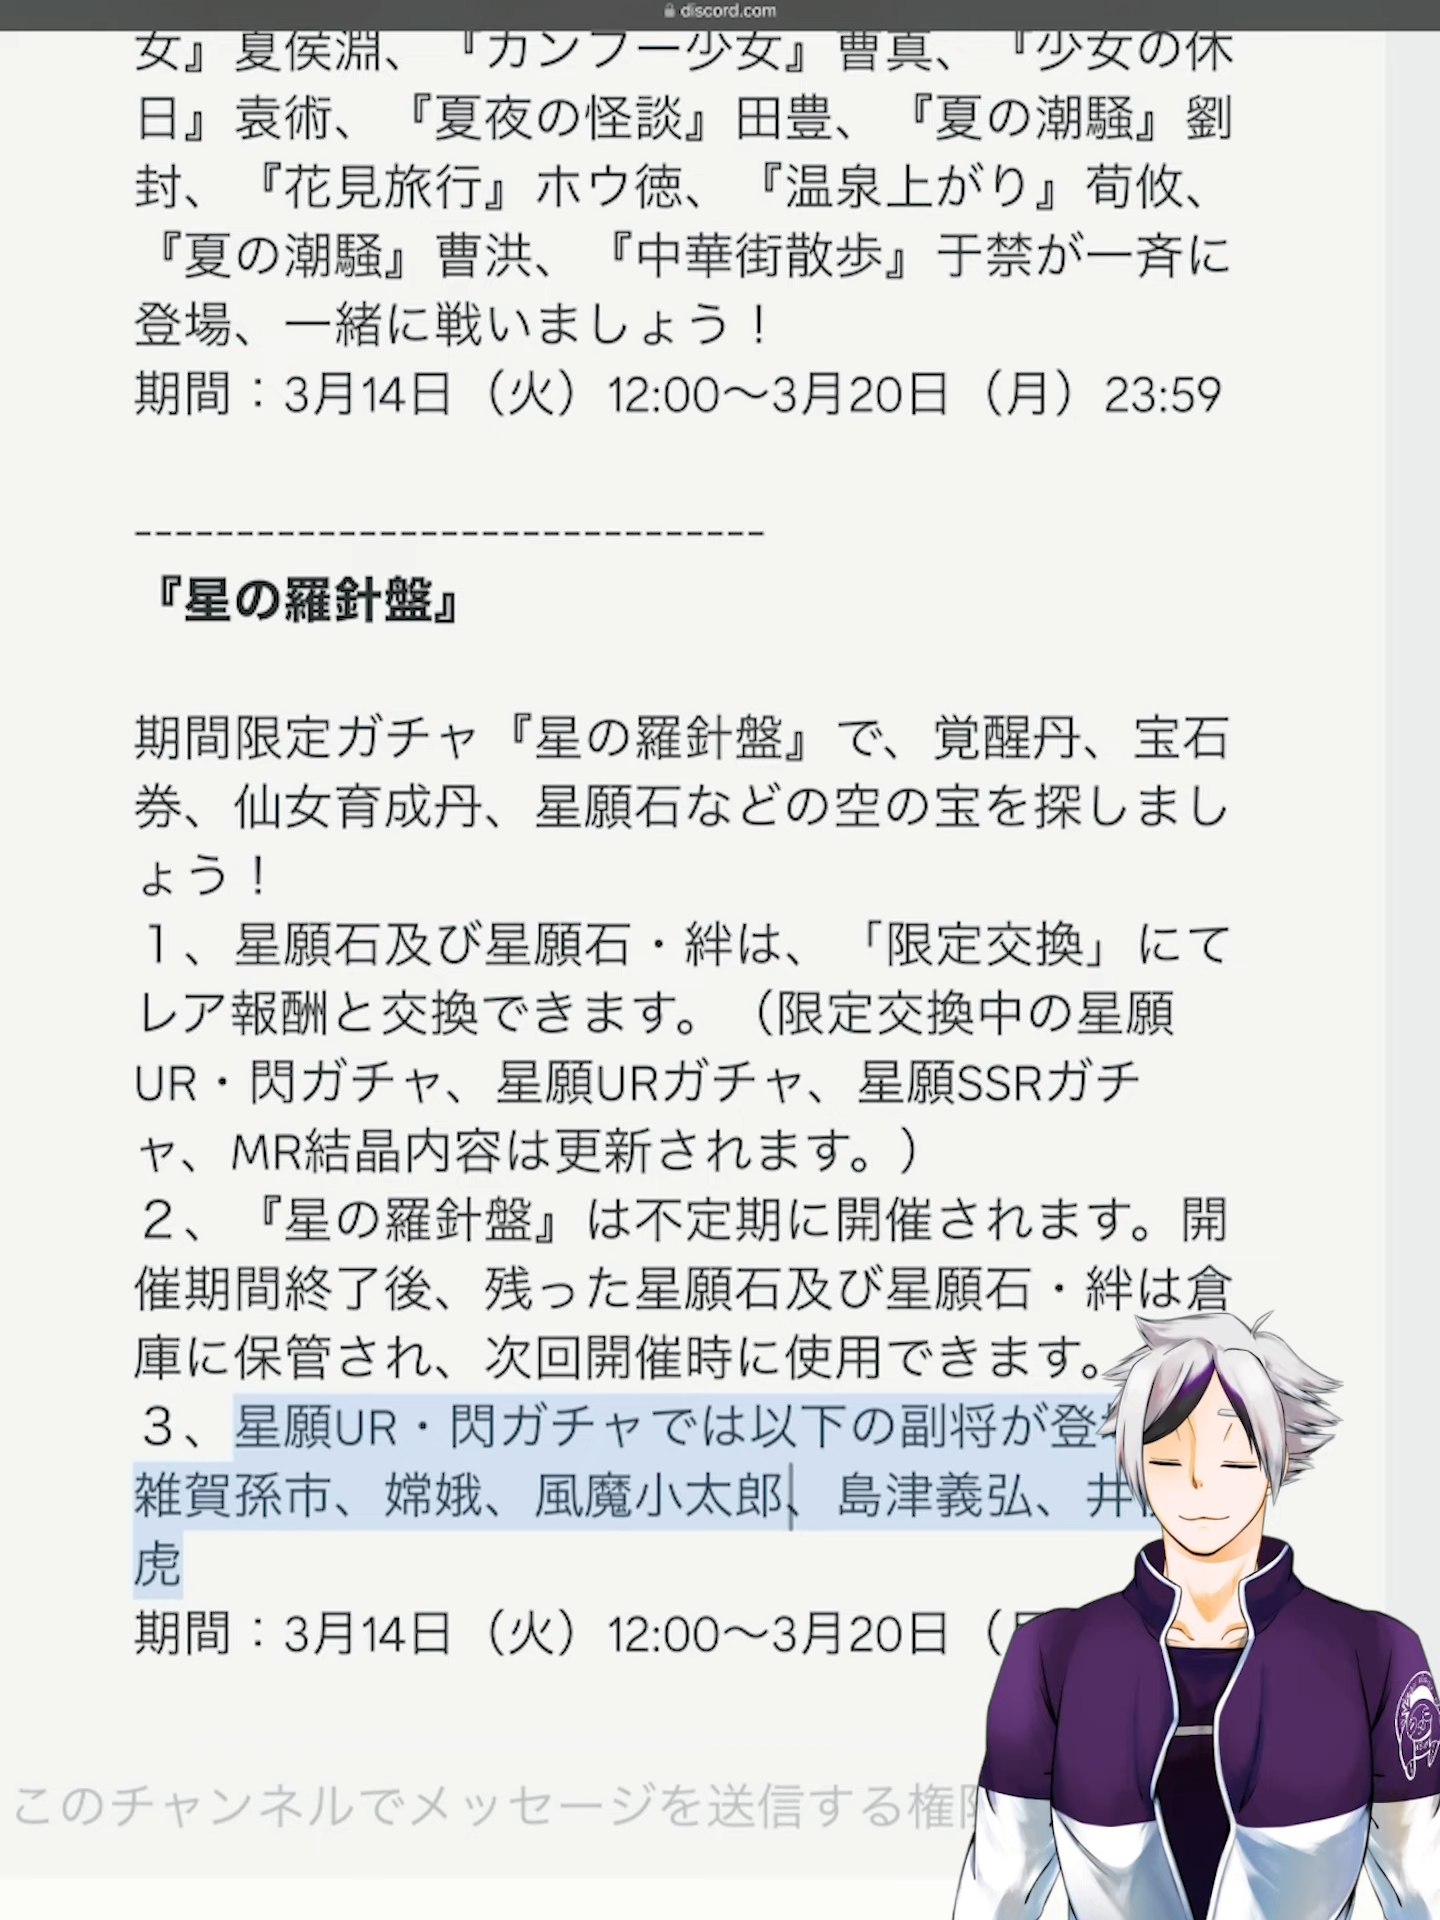 discord.com
女』夏侯淵、『カンフー少女』曹真、『少女の休
日』袁術、『夏夜の怪談』田豊、『夏の潮騒』劉
封、『花見旅行』ホウ徳、『温泉上がり』荀攸、
『夏の潮騒』曹洪、『中華街散歩』于禁が一斉に
登場、一緒に戦いましょう！
期間：3月14日（火）12:00～3月20日（月）23:59
-------------------------------
『星の羅針盤』
期間限定ガチャ『星の羅針盤』で、覚醒丹、宝石
券、仙女育成丹、星願石などの空の宝を探しまし
ょう！
１、星願石及び星願石・絆は、「限定交換」にて
レア報酬と交換できます。（限定交換中の星願
UR・閃ガチャ、星願URガチャ、星願SSRガチ
ャ、MR結晶内容は更新されます。）
２、『星の羅針盤』は不定期に開催されます。開
催期間終了後、残った星願石及び星願石・絆は倉
庫に保管され、次回開催時に使用できます。
３、星願UR・閃ガチャでは以下の副将が登
雑賀孫市、嫦娥、風魔小太郎、島津義弘、井
虎
期間：3月14日（火）12:00～3月20日（
このチャンネルでメッセージを送信する権